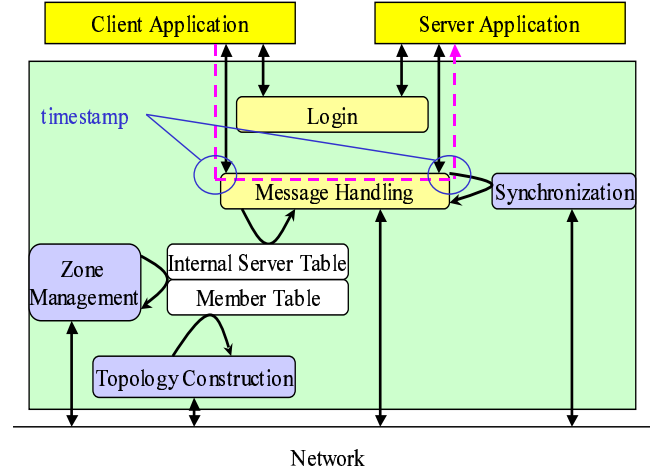 Client Application
Server Application
Login
timestamp
Message Handling
Synchronization
Internal Server Table
Zone
Management
Member Table
Topology Construction
Network